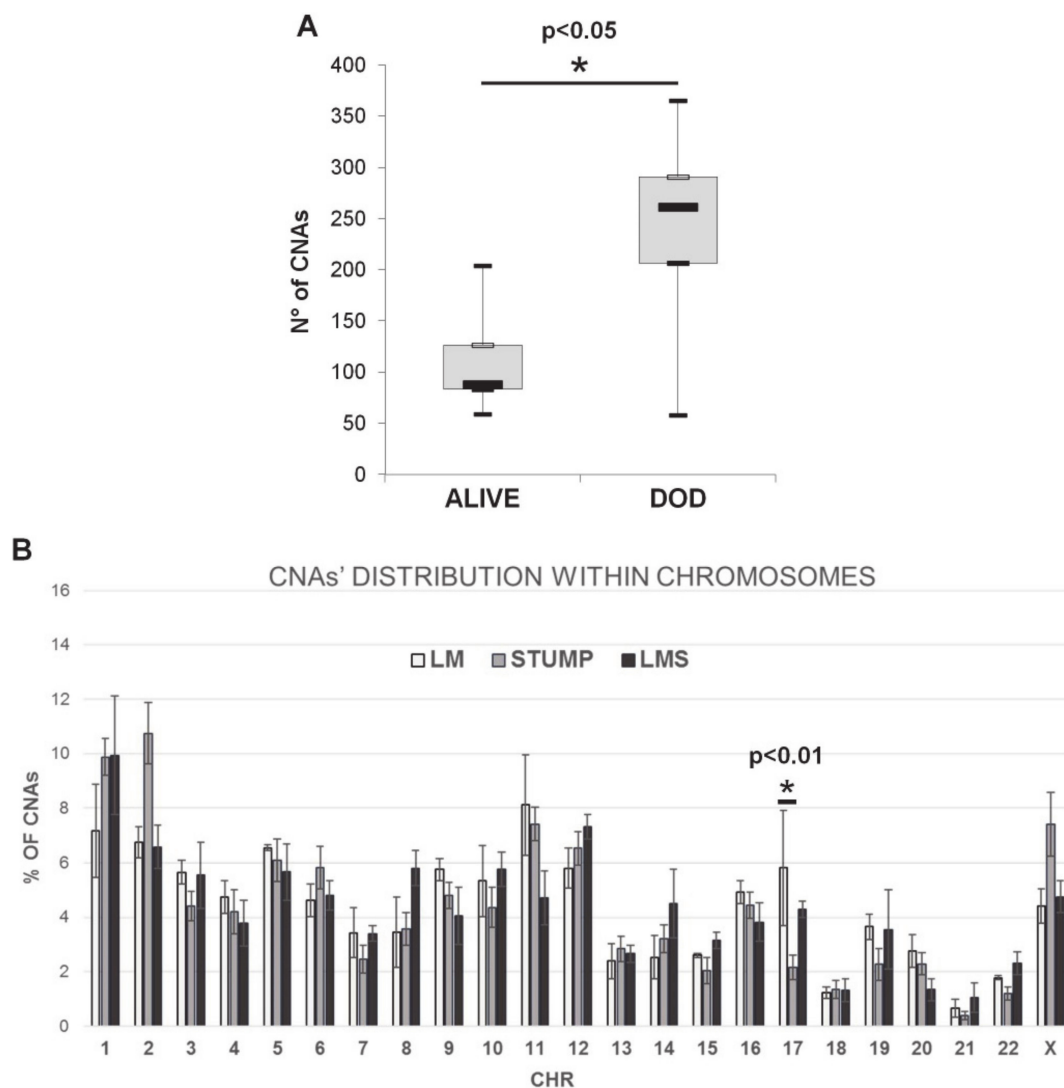 A
p<0.05
*
400
350
300
250
200
150
100
50
0
N° of CNAs
ALIVE DOD
B
CNAs' DISTRIBUTION WITHIN CHROMOSOMES
16
14
12
10
8
6
4
2
0
% OF CNAs
LM STUMP LMS
p<0.01
*
1 2 3 4 5 6 7 8 9 10 11 12 13 14 15 16 17 18 19 20 21 22 X
CHR